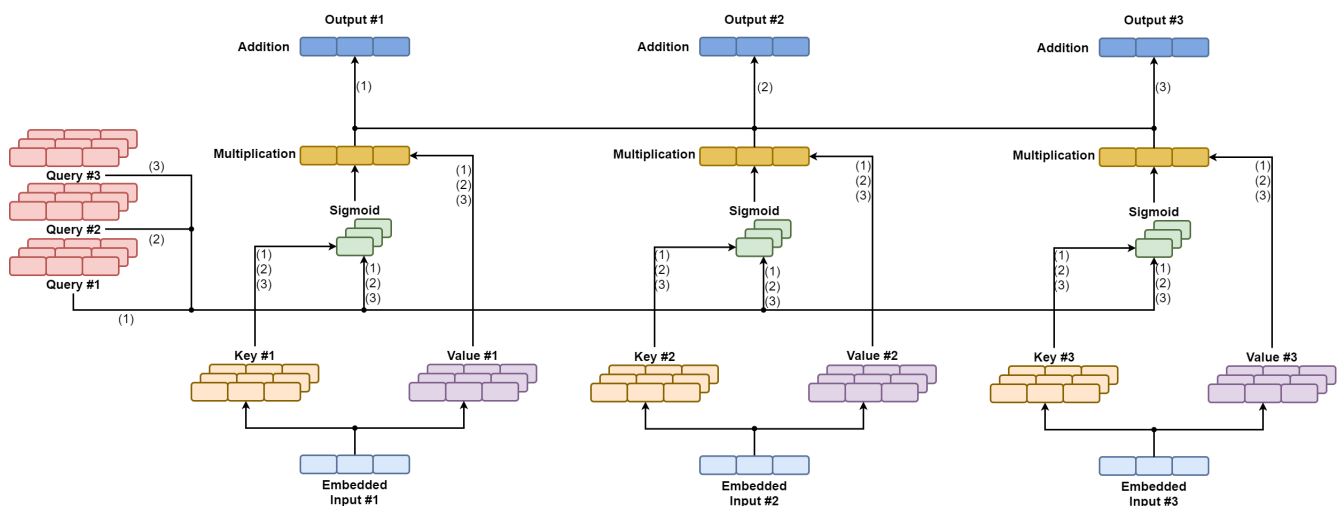 Output #1
Output #2
Output #3
Addition
Addition
Addition
(1)
(2)
(3)
Multiplication
Multiplication
Multiplication
(1)
(2)
(3)
(1)
(2)
(3)
(1)
(2)
(3)
(3)
Query #3
Query #2
(2)
Query #1
(1)
Sigmoid
Sigmoid
Sigmoid
(1)
(2)
(3)
(1)
(2)
(3)
(1)
(2)
(3)
(1)
(2)
(3)
(1)
(2)
(3)
(1)
(2)
(3)
Key #1
Value #1
Key #2
Value #2
Key #3
Value #3
Embedded
Input #1
Embedded
Input #2
Embedded
Input #3